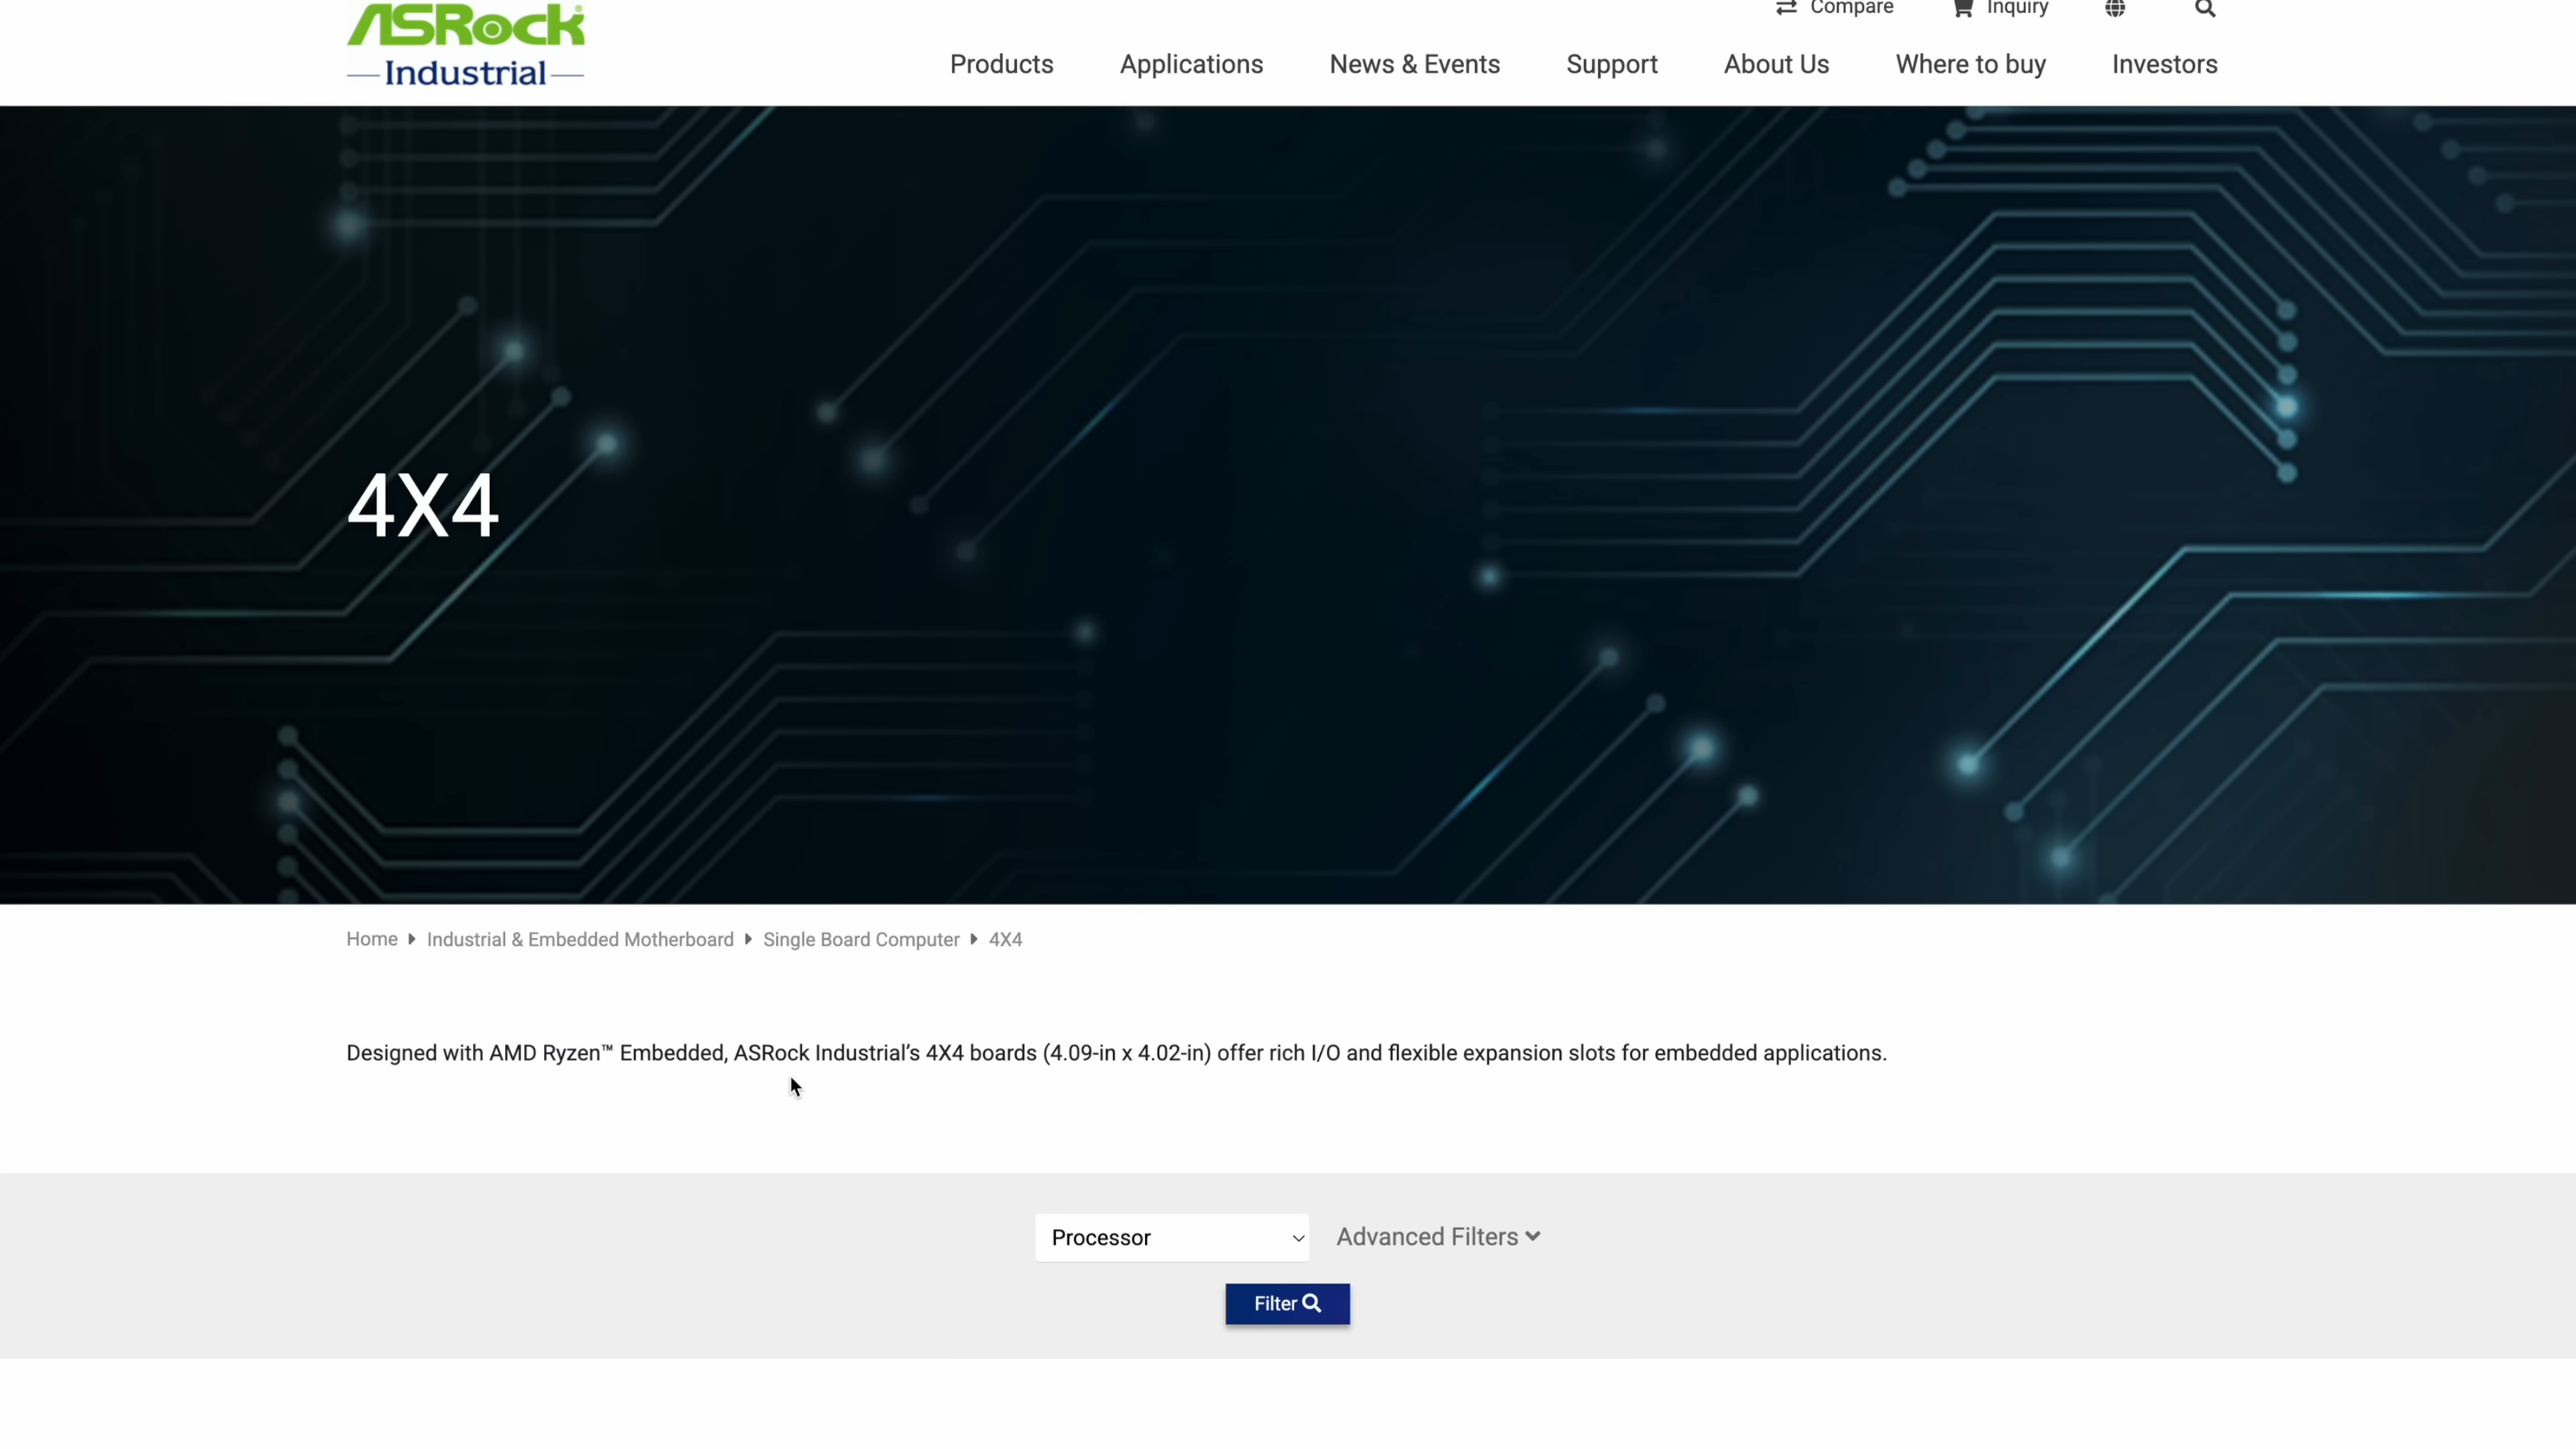 ASRock
Industrial
Compare
Inquiry
Products
Applications
News & Events
Support
About Us
Where to buy
Investors
4X4
Home
Industrial & Embedded Motherboard
Single Board Computer
4X4
Designed with AMD Ryzen™ Embedded, ASRock Industrial’s 4X4 boards (4.09-in x 4.02-in) offer rich I/O and flexible expansion slots for embedded applications.
Processor
Advanced Filters
Filter